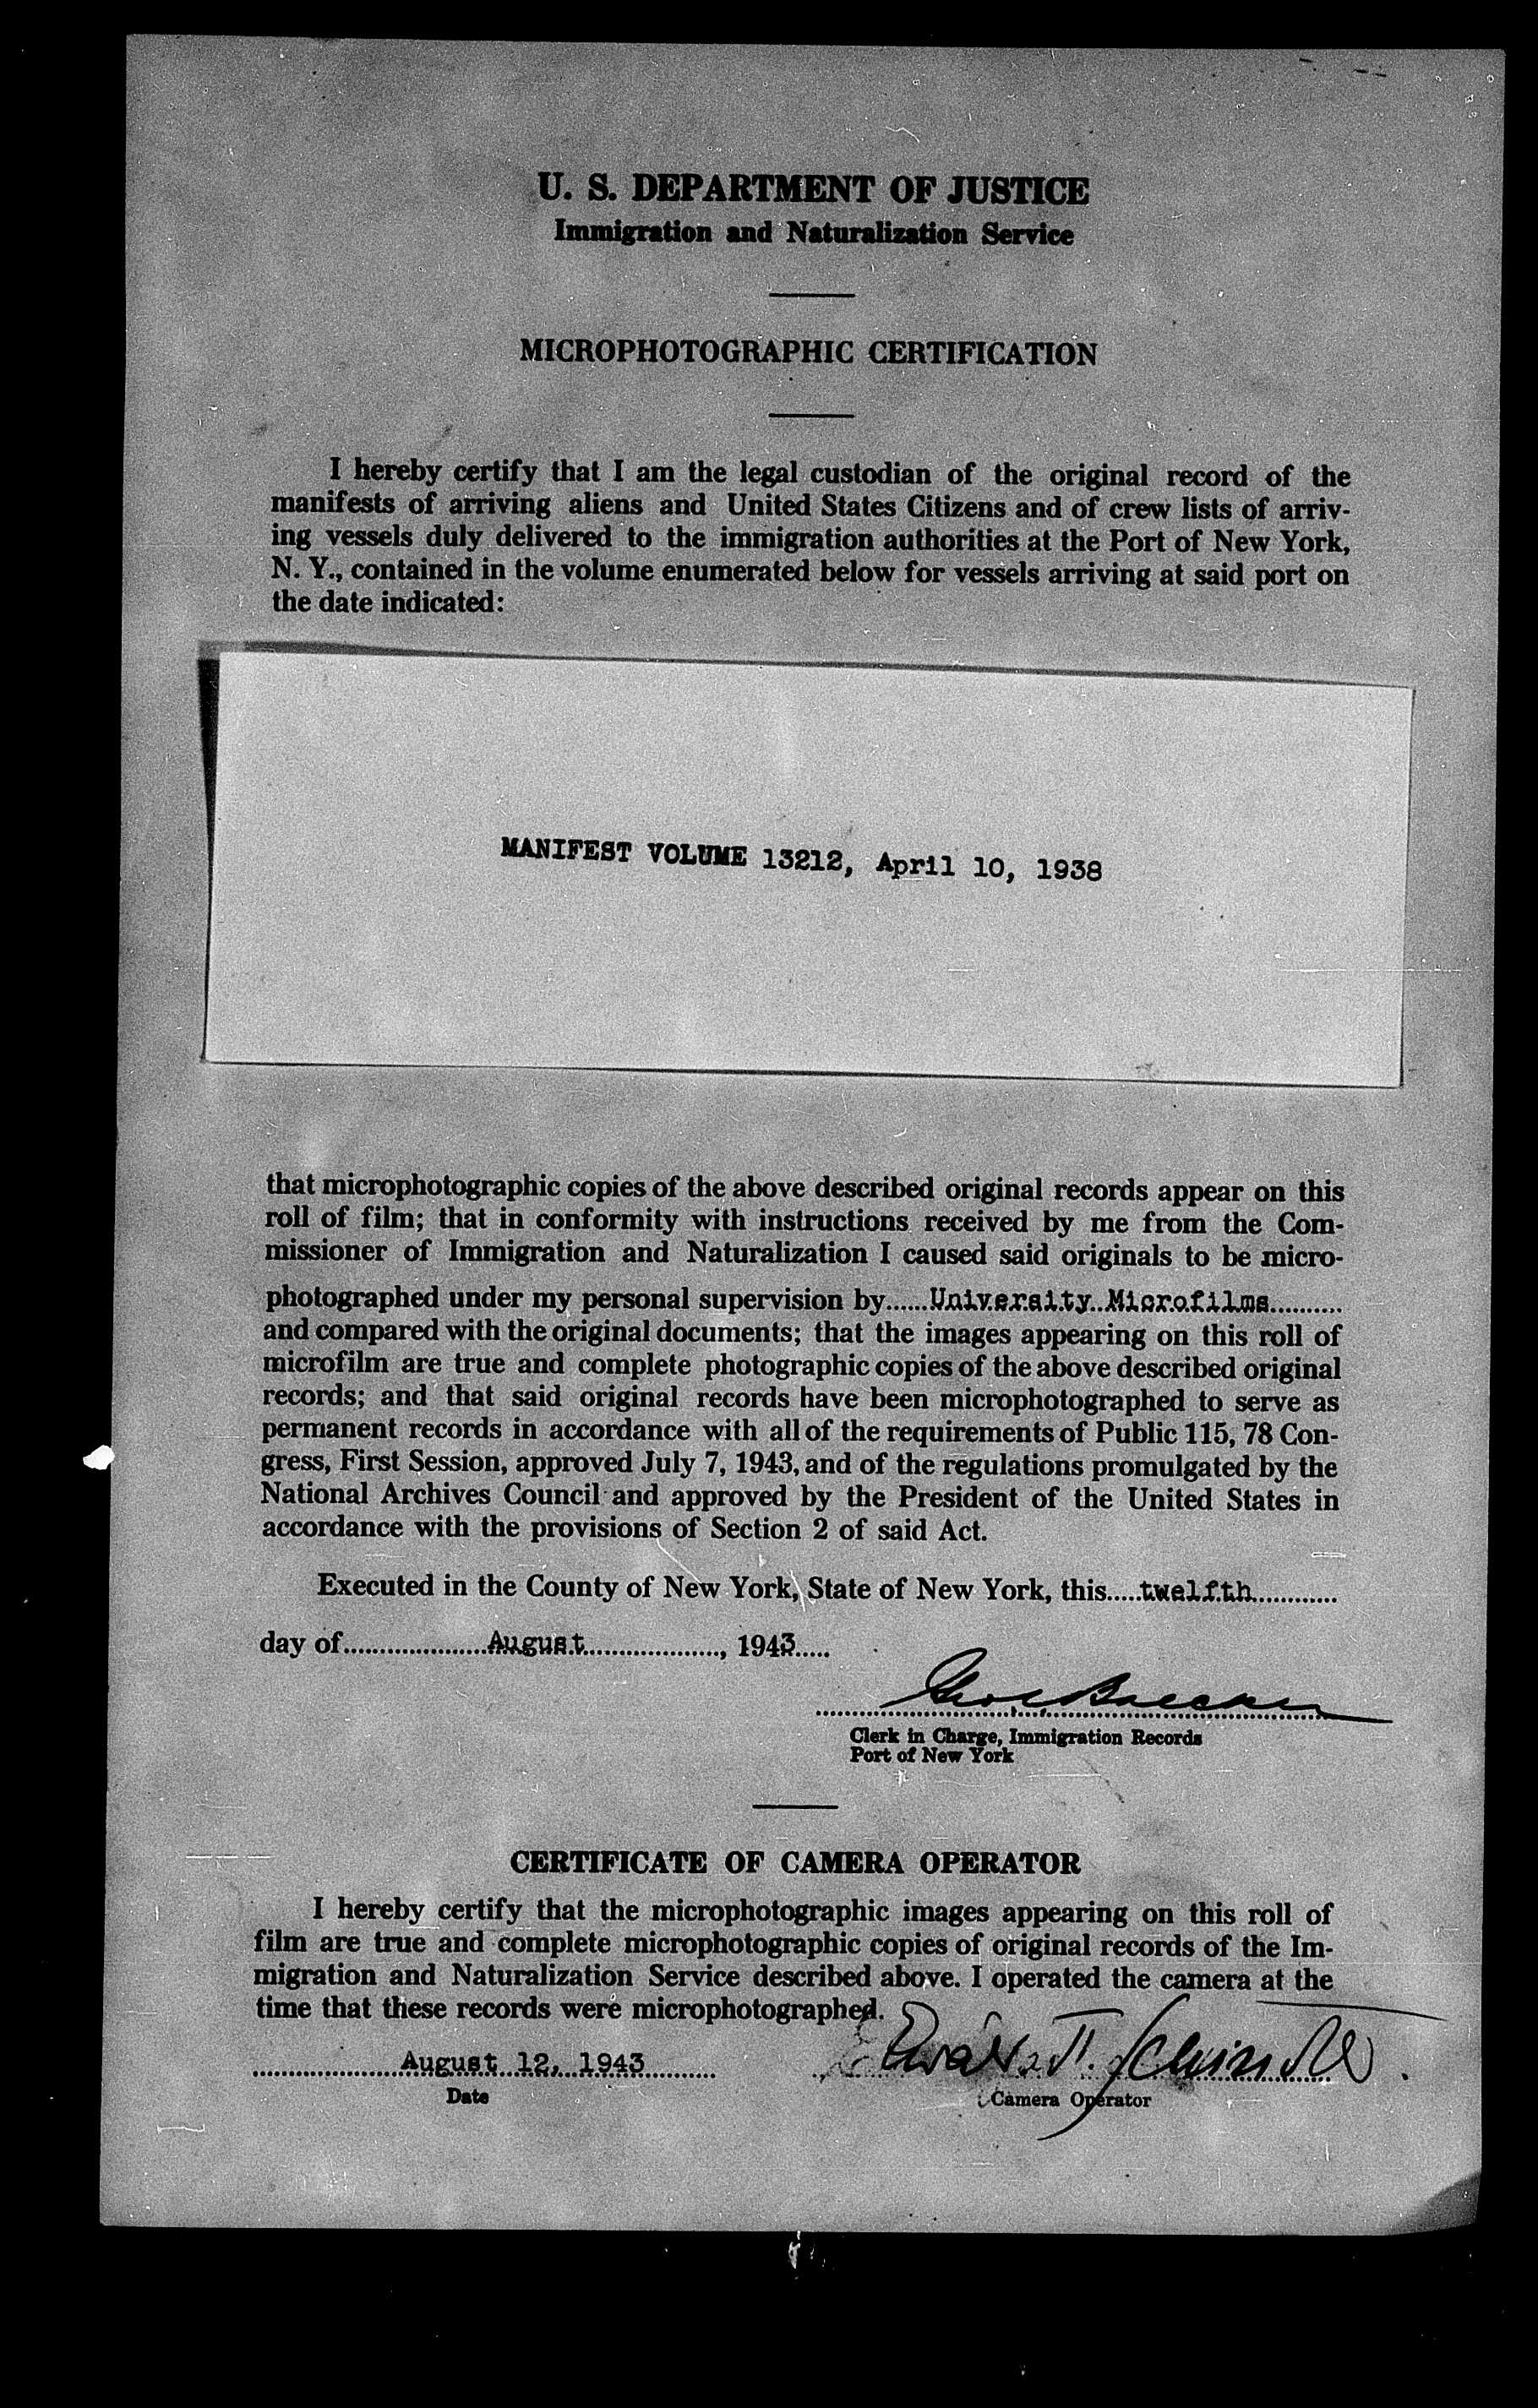 U. S. DEPARTMENT OF JUSTICE
Immigration and Naturalization Service
MICROPHOTOGRAPHIC CERTIFICATION
I hereby certify that I am the legal custodian of the original record of the
manifests of arriving aliens and United States Citizens and of crew lists of arriv-
ing vessels duly delivered to the immigration authorities at the Port of New York,
N. Y., contained in the volume enumerated below for vessels arriving at said port on
the date indicated:
MANIFEST VOLUME 13212, April 10, 1938
that microphotographic copies of the above described original records appear on this
roll of film; that in conformity with instructions received by me from the Com-
missioner of Immigration and Naturalization I caused said originals to be micro-
photographed under my personal supervision by......University Microfilms..........
and compared with the original documents; that the images appearing on this roll of
microfilm are true and complete photographic copies of the above described original
records; and that said original records have been microphotographed to serve as
permanent records in accordance with all of the requirements of Public 115, 78 Con-
gress, First Session, approved July 7, 1943, and of the regulations promulgated by the
National Archives Council and approved by the President of the United States in
accordance with the provisions of Section 2 of said Act.
Executed in the County of New York, State of New York, this.....twelfth............
day of....................August..................., 1943.....
Clerk in Charge, Immigration Records
Port of New York
CERTIFICATE OF CAMERA OPERATOR
I hereby certify that the microphotographic images appearing on this roll of
film are true and complete microphotographic copies of original records of the Im-
migration and Naturalization Service described above. I operated the camera at the
time that these records were microphotographed.
August 12, 1943
Date
Camera Operator